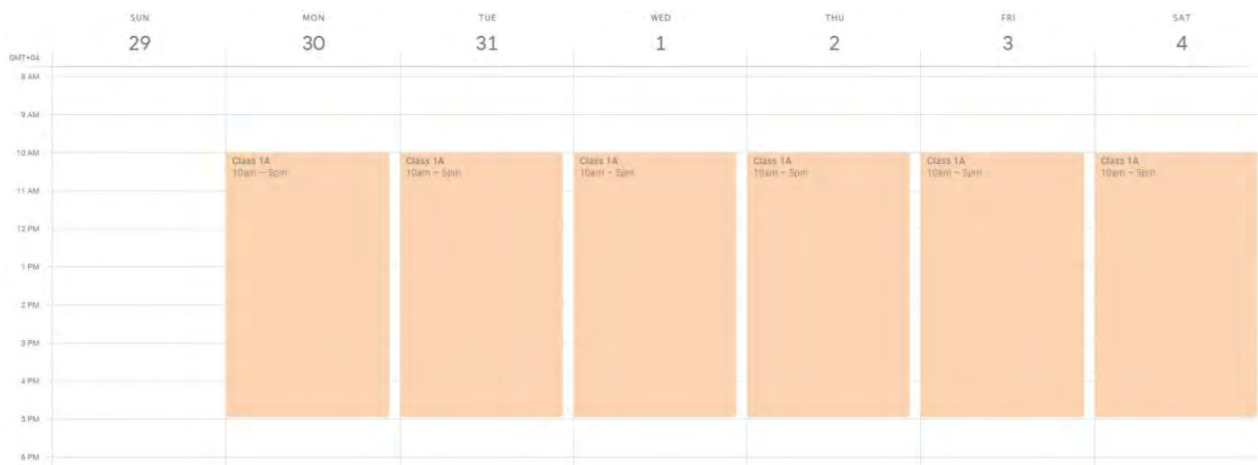 SUN MON TUE WED THU FRI SAT
29 30 31 1 2 3 4
GMT+04
8 AM
9 AM
10 AM
Class 1A Class 1A Class 1A Class 1A Class 1A Class 1A
10am – 5pm 10am – 5pm 10am – 5pm 10am – 5pm 10am – 5pm 10am – 5pm
11 AM
12 PM
1 PM
2 PM
3 PM
4 PM
5 PM
6 PM